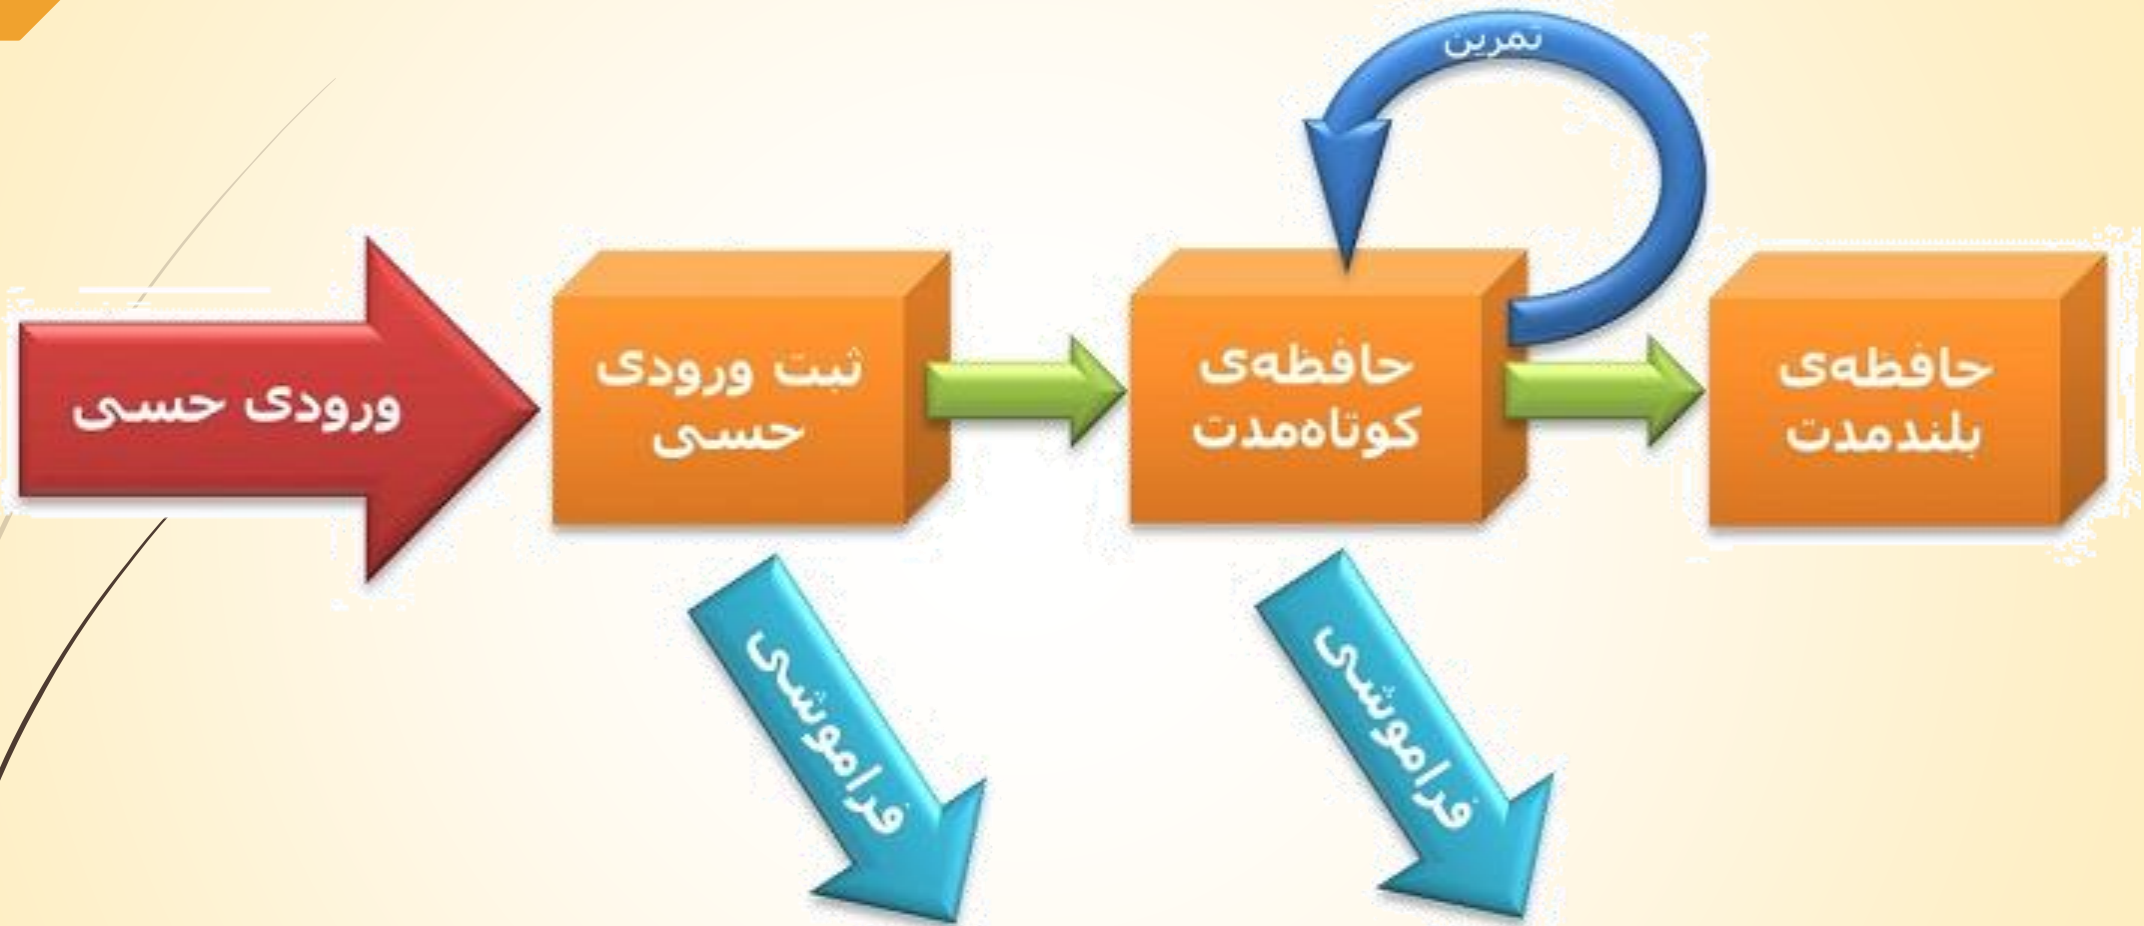 تمرین
ورودی حسی
ثبت ورودی
حسی
حافظه‌ی
کوتاه‌مدت
حافظه‌ی
بلندمدت
فراموشی
فراموشی